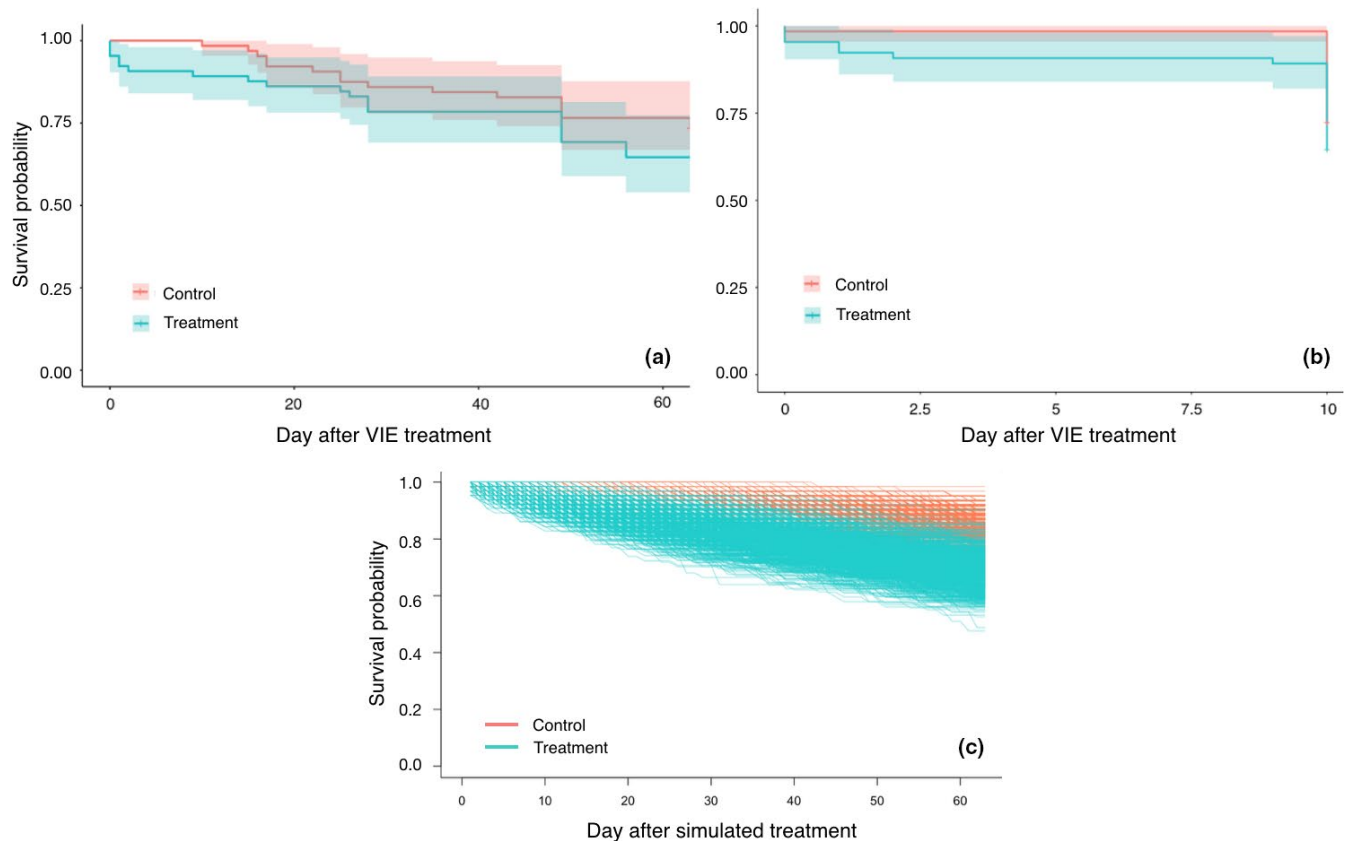 Survival probability
1.00
0.75
0.50
0.25
0.00
Control
Treatment
(a)
0
20
40
60
Day after VIE treatment
1.00
0.75
0.50
0.25
0.00
Control
Treatment
(b)
0
2.5
5
7.5
10
Day after VIE treatment
Survival probability
1.0
0.8
0.6
0.4
0.2
0.0
Control
Treatment
(c)
0
10
20
30
40
50
60
Day after simulated treatment